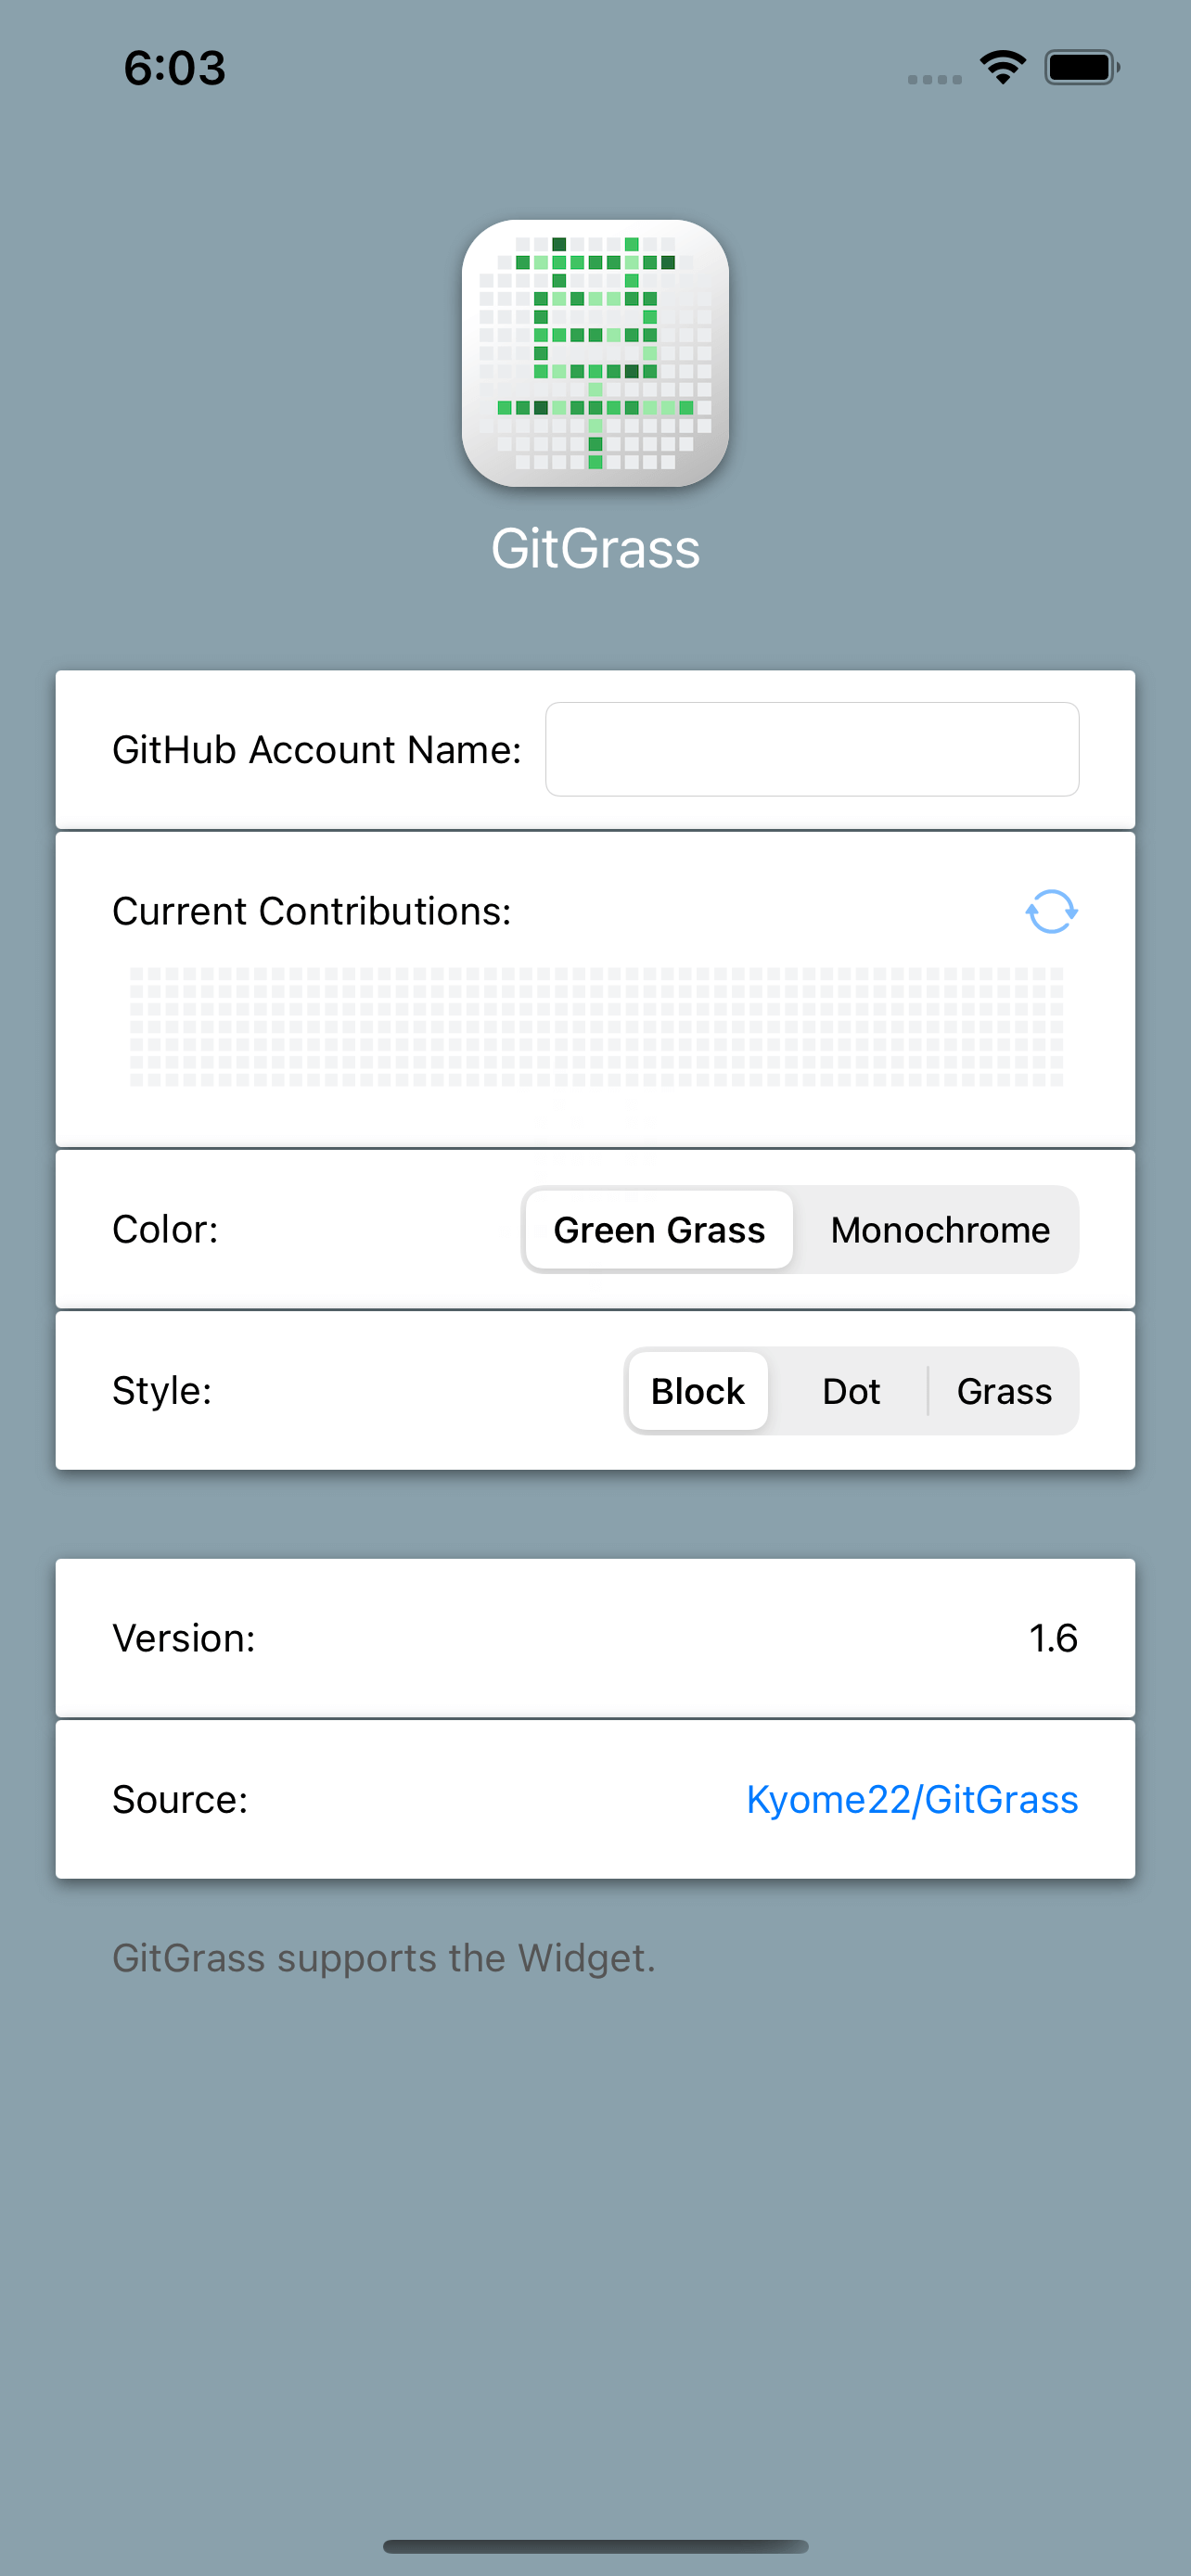 6:03
GitGrass
GitHub Account Name:
Current Contributions:
Color: Green Grass Monochrome
Style: Block Dot Grass
Version: 1.6
Source: Kyome22/GitGrass
GitGrass supports the Widget.